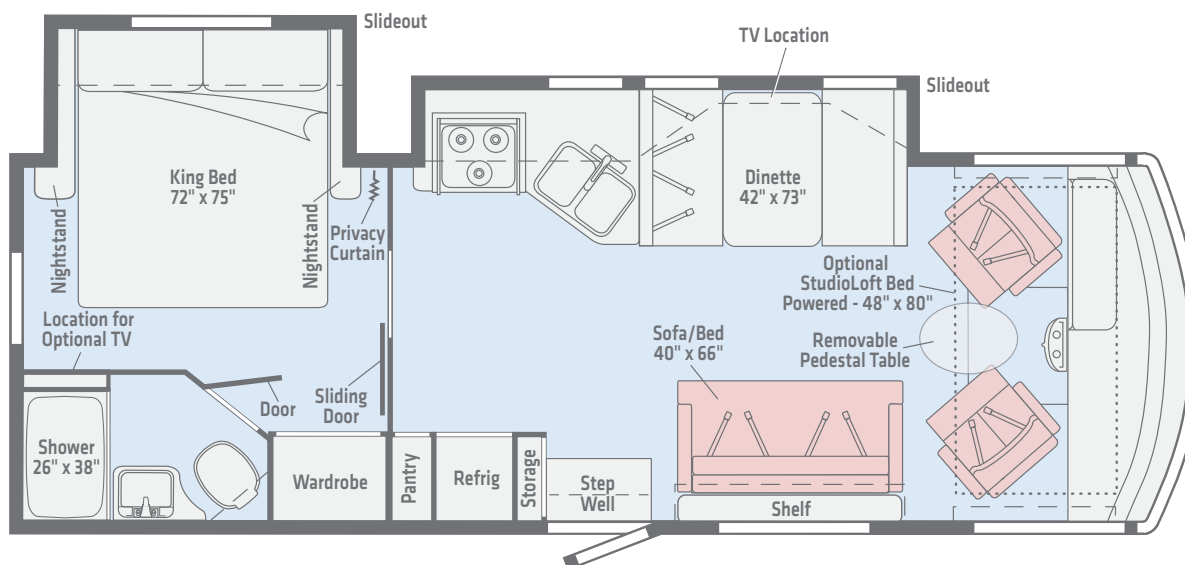 Slideout
TV Location
Slideout
King Bed
72" x 75"
Dinette
42" x 73"
Nightstand
Nightstand
Privacy
Curtain
Optional
StudioLoft Bed
Powered - 48" x 80"
Location for
Optional TV
Sofa/Bed
40" x 66"
Removable
Pedestal Table
Door
Sliding
Door
Shower
26" x 38"
Wardrobe
Pantry
Refrig
Storage
Step
Well
Shelf